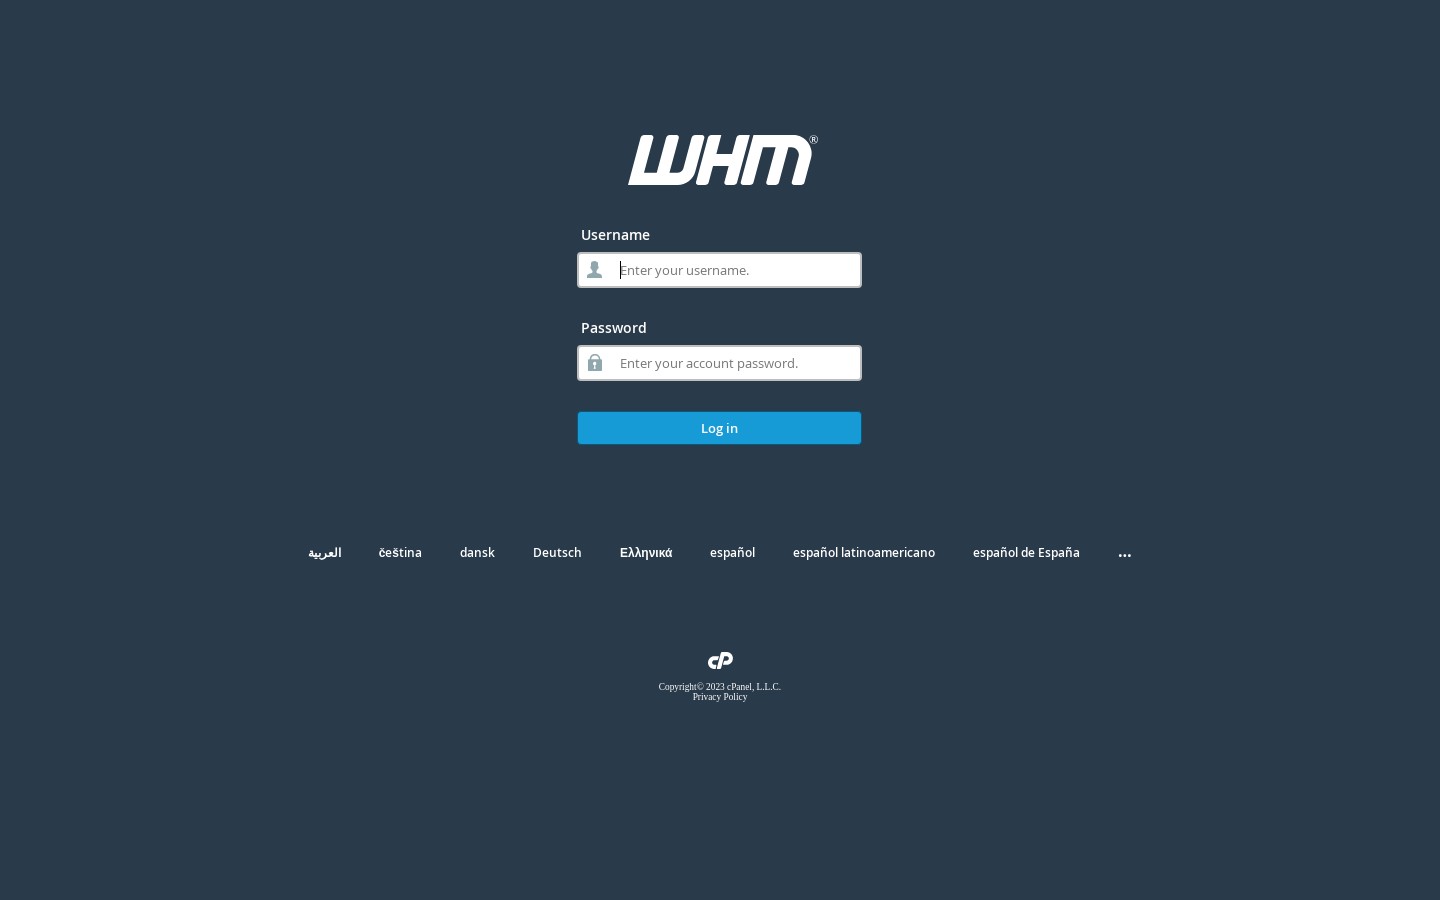 WHM®
Username
Enter your username.
Password
Enter your account password.
Log in
العربية čeština dansk Deutsch Ελληνικά español español latinoamericano español de España ...
cP
Copyright© 2023 cPanel, L.L.C.
Privacy Policy